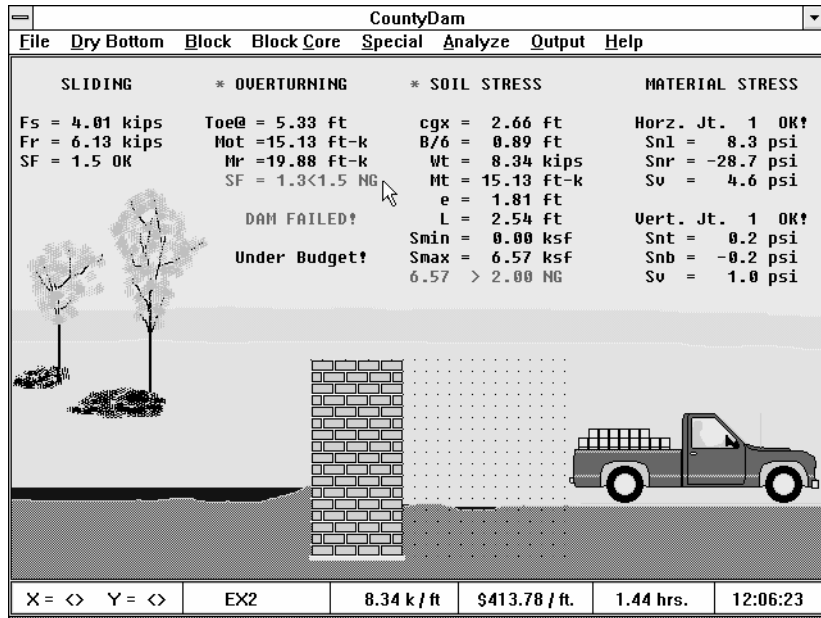 CountyDam
File Dry Bottom Block Block Core Special Analyze Output Help
SLIDING
Fs = 4.01 kips
Fr = 6.13 kips
SF = 1.5 OK
* OVERTURNING
Toe@ = 5.33 ft
Mot =15.13 ft-k
Mr =19.88 ft-k
SF = 1.3<1.5 NG
DAM FAILED!
Under Budget!
* SOIL STRESS
cgx = 2.66 ft
B/6 = 0.89 ft
Wt = 8.34 kips
Mt = 15.13 ft-k
e = 1.81 ft
L = 2.54 ft
Smin = 0.00 ksf
Smax = 6.57 ksf
6.57 > 2.00 NG
MATERIAL STRESS
Horz. Jt. 1 OK!
Snl = 8.3 psi
Snr = -28.7 psi
Sv = 4.6 psi
Vert. Jt. 1 OK!
Snt = 0.2 psi
Snb = -0.2 psi
Sv = 1.0 psi
X = <> Y = <> EX2 8.34 k / ft $413.78 / ft. 1.44 hrs. 12:06:23